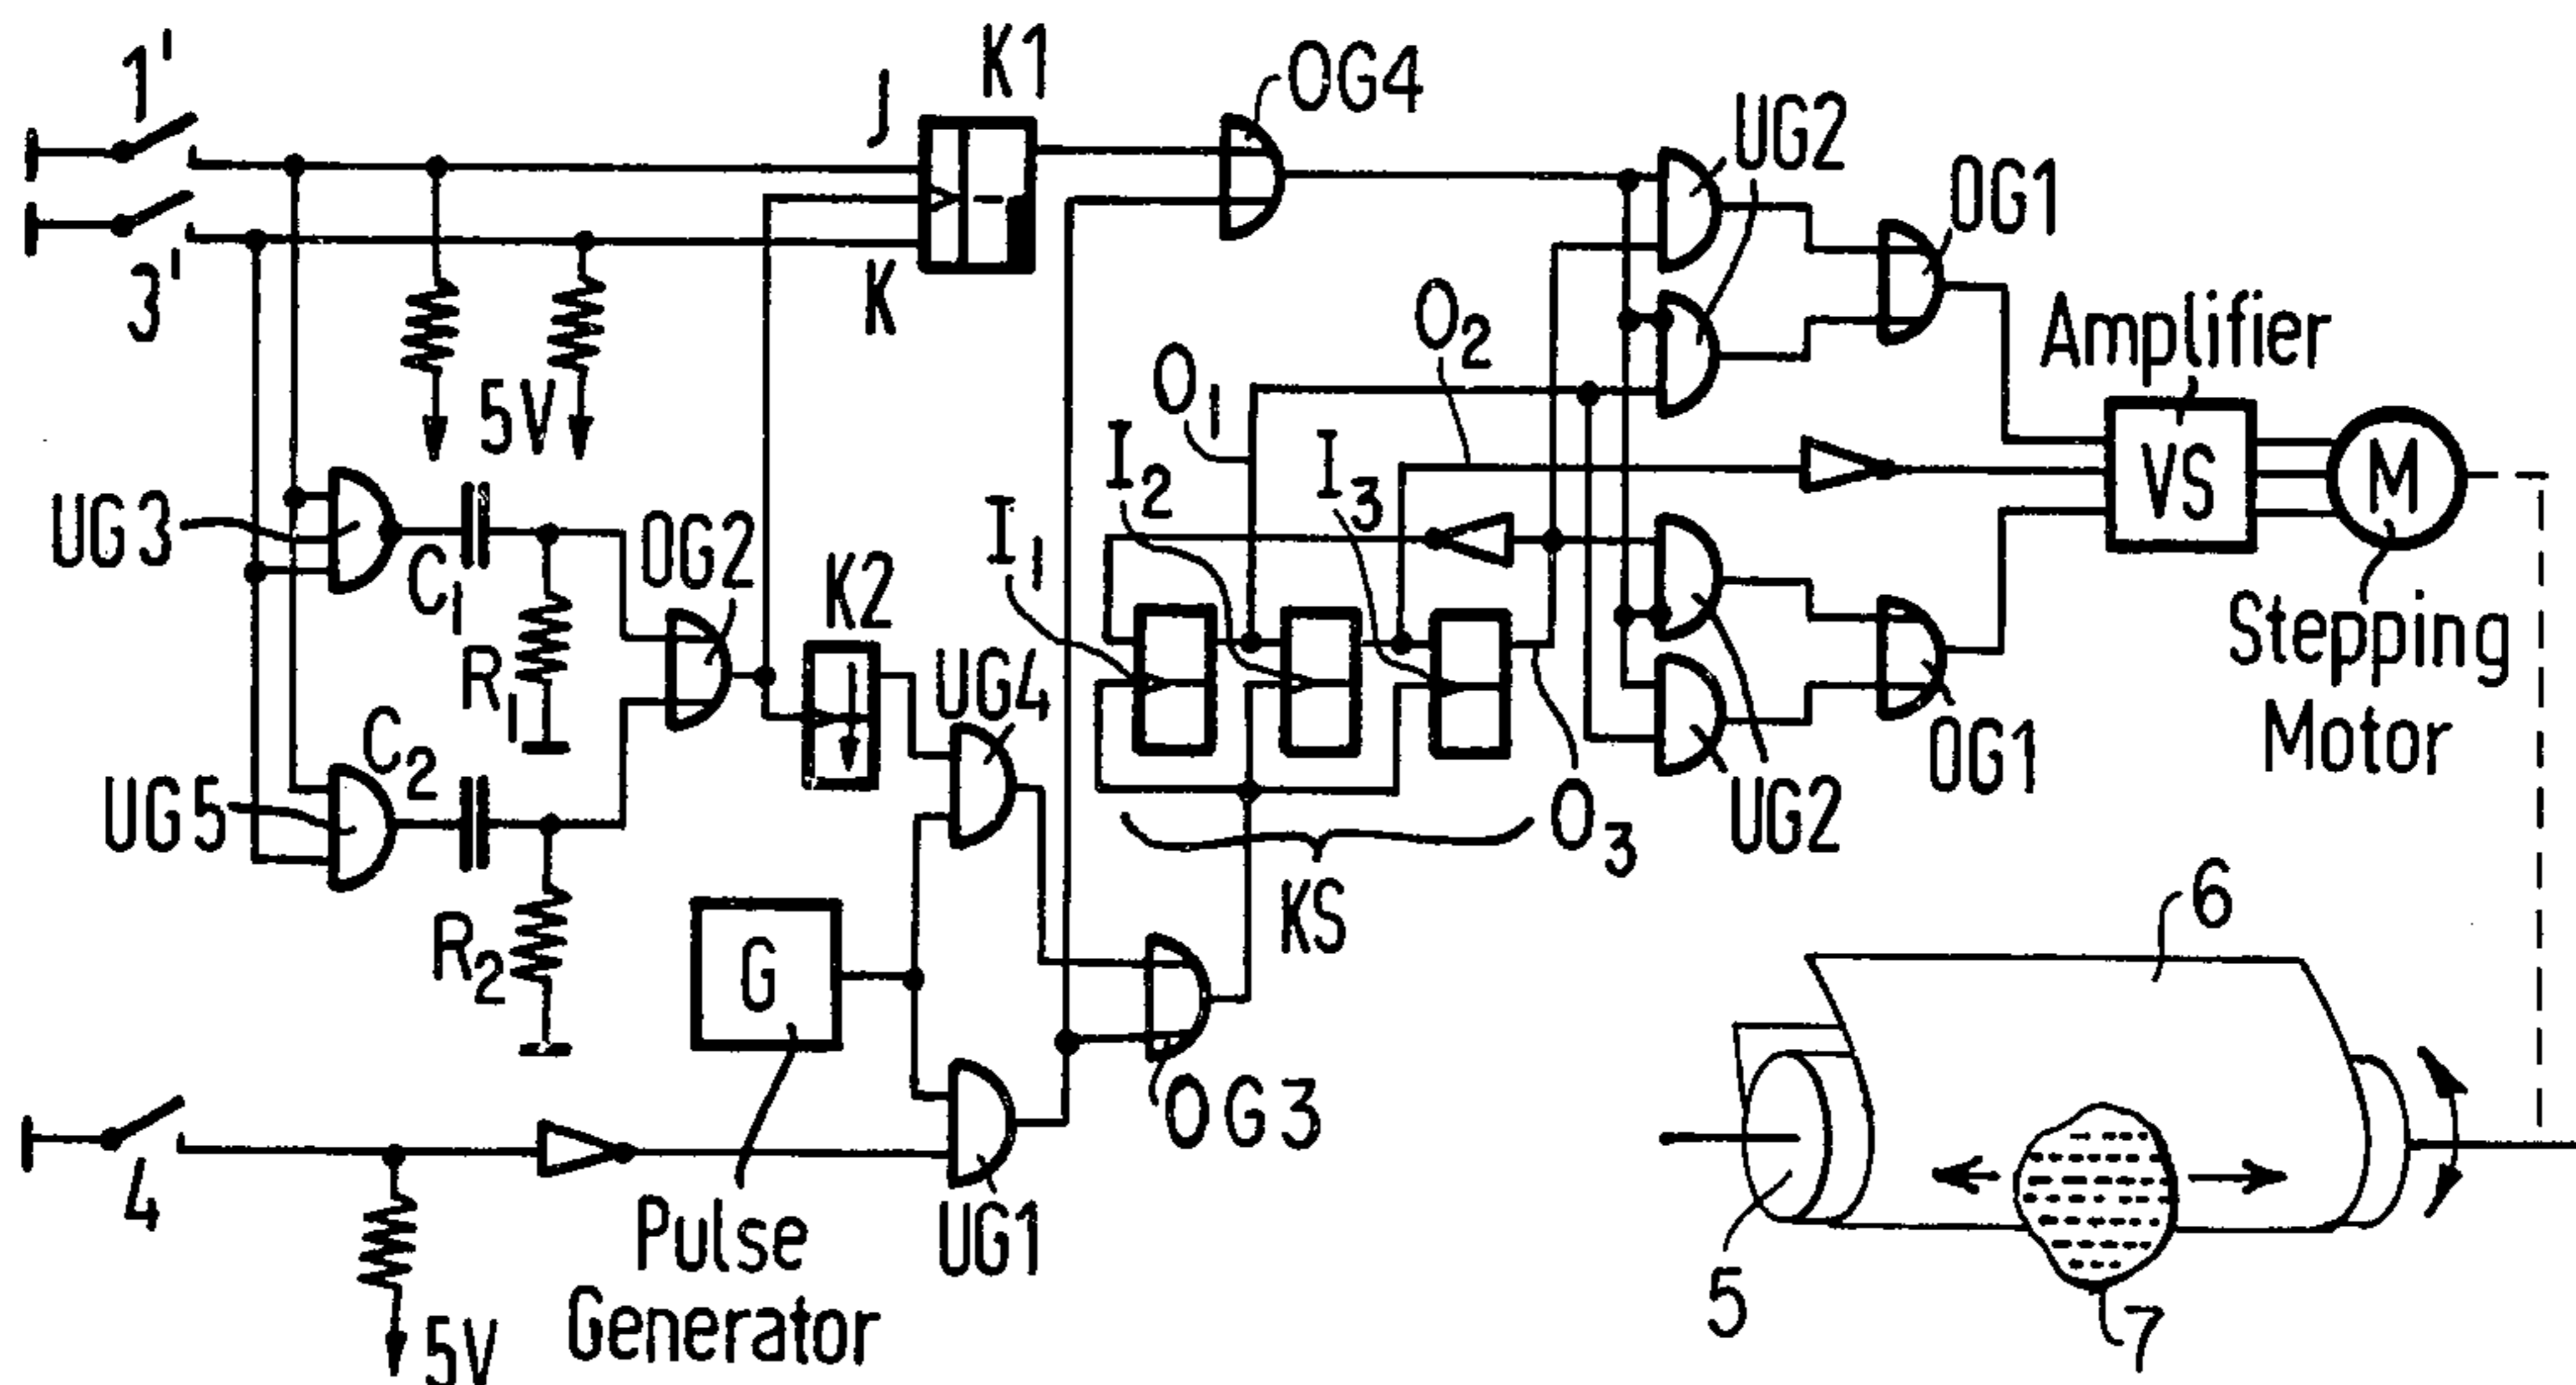 1'
3'
J
K1
K
OG4
UG2
OG1
Amplifier
VS
M
Stepping
Motor
5V
O1
O2
I1
I2
I3
UG3
C1
R1
OG2
K2
UG4
UG5
C2
R2
G
Pulse
Generator
UG1
OG3
KS
O3
UG2
OG1
4
5V
5
6
7